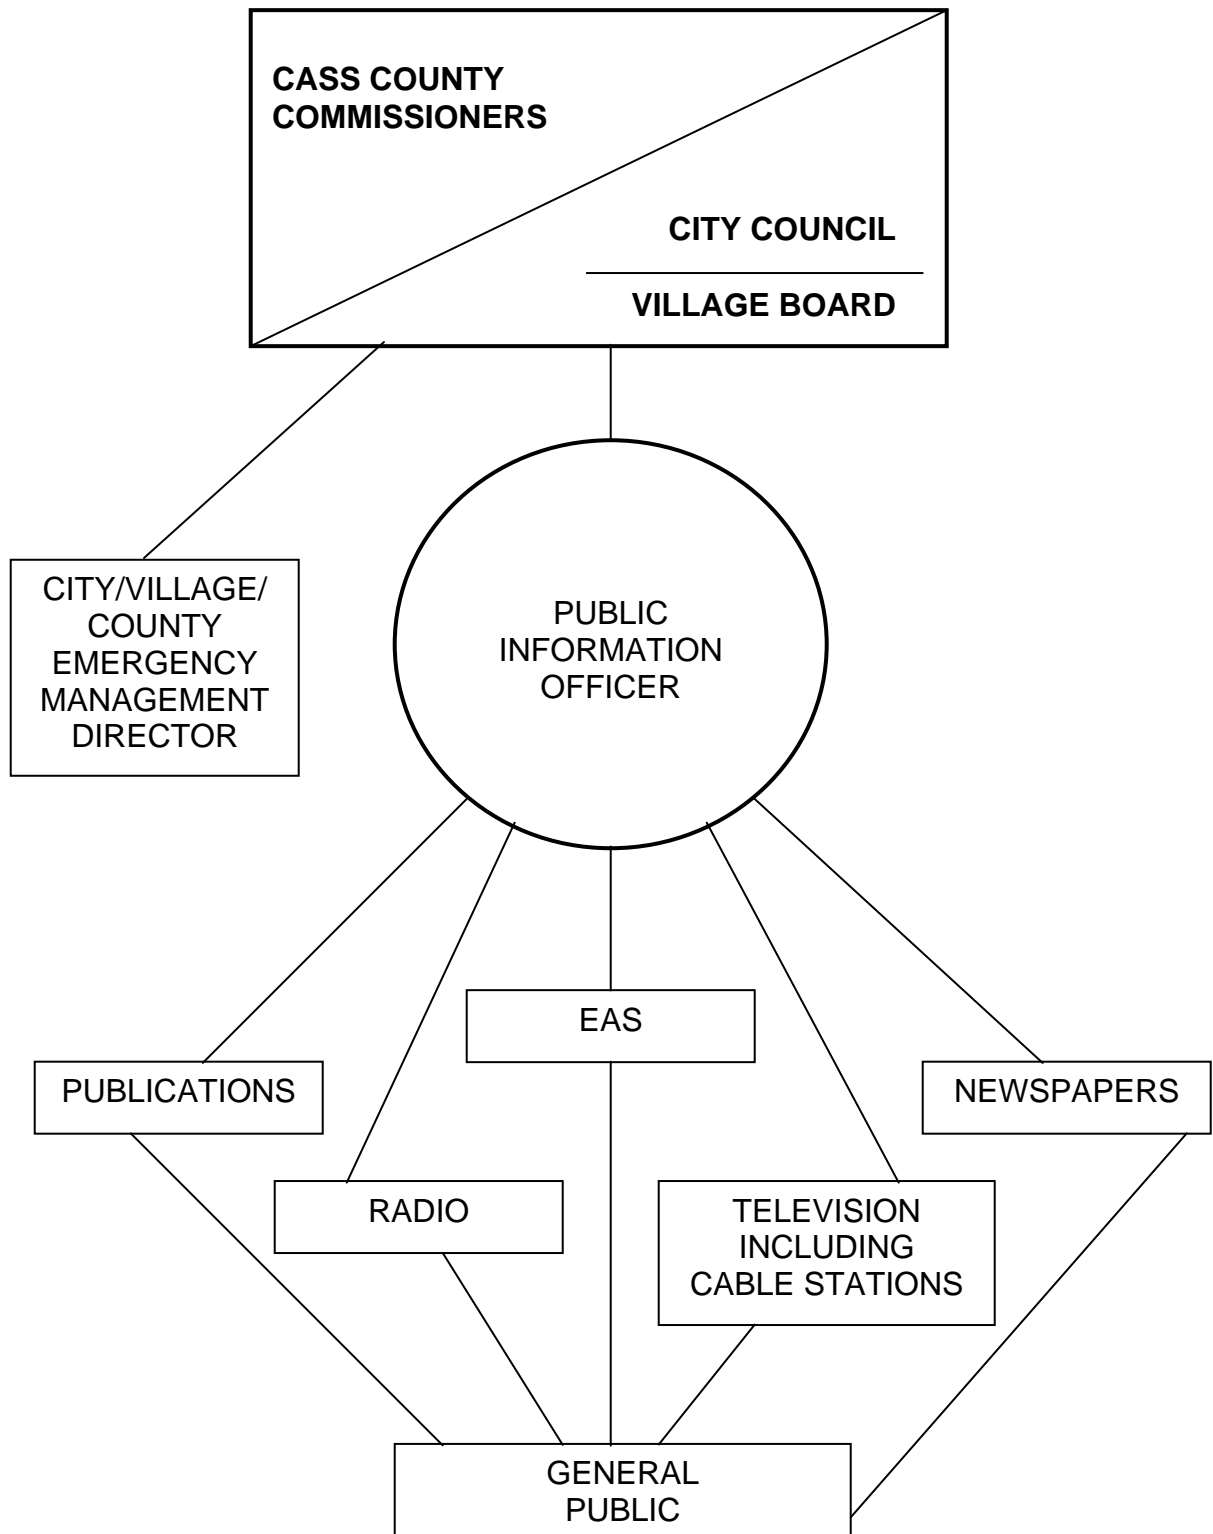 CASS COUNTY
COMMISSIONERS
CITY COUNCIL
VILLAGE BOARD
CITY/VILLAGE/
COUNTY
EMERGENCY
MANAGEMENT
DIRECTOR
PUBLIC
INFORMATION
OFFICER
EAS
PUBLICATIONS
NEWSPAPERS
RADIO
TELEVISION
INCLUDING
CABLE STATIONS
GENERAL
PUBLIC